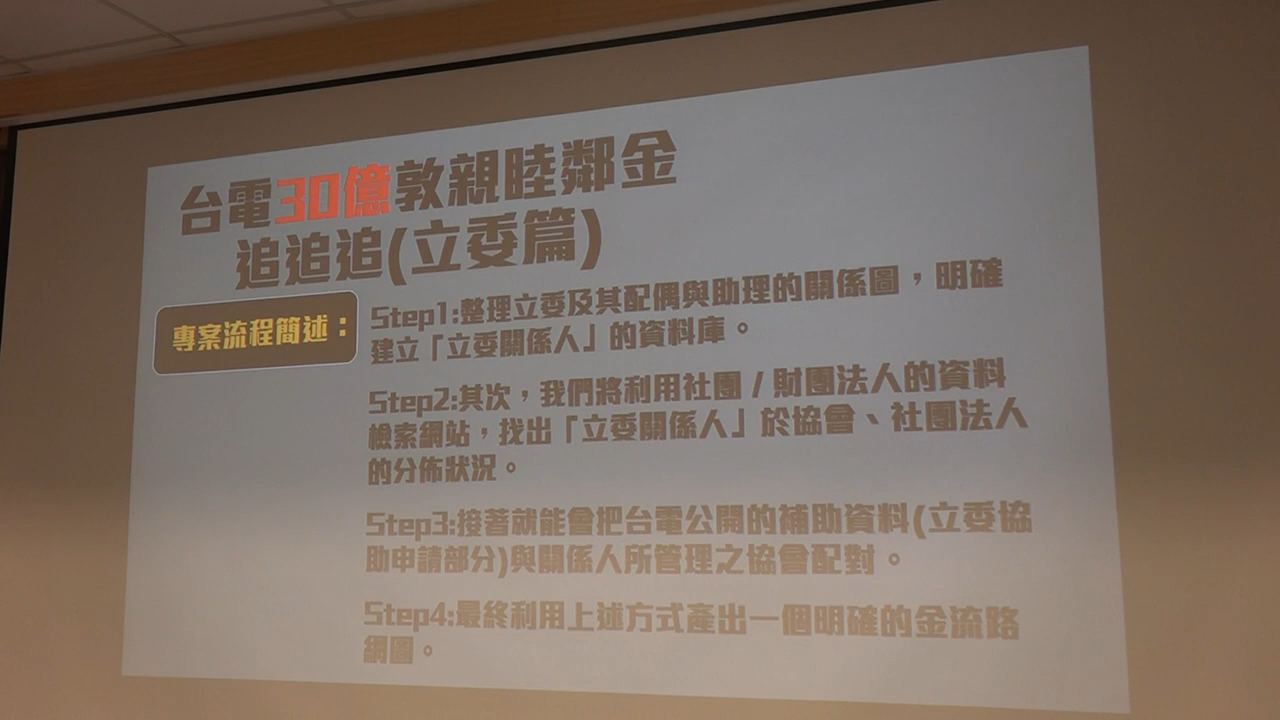 台電30億敦親睦鄰金
追追追(立委篇)
專案流程簡述：
Step1:整理立委及其配偶與助理的關係圖，明確
建立「立委關係人」的資料庫。
Step2:其次，我們將利用社團/財團法人的資料
檢索網站，找出「立委關係人」於協會、社團法人
的分佈狀況。
Step3:接著就能會把台電公開的補助資料(立委協
助申請部分)與關係人所管理之協會配對。
Step4:最終利用上述方式產出一個明確的金流路
網圖。